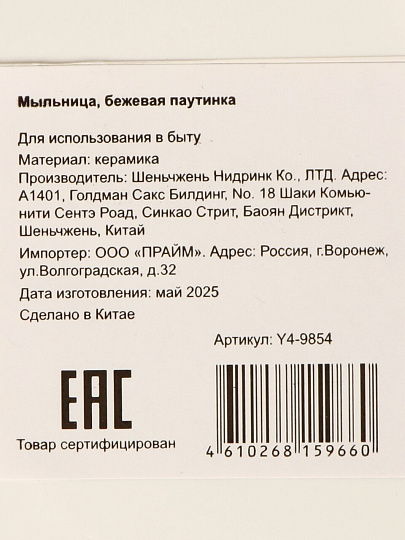 Мыльница, бежевая паутинка
Для использования в быту
Материал: керамика
Производитель: Шеньчжень Нидринк Ко., ЛТД. Адрес:
А1401, Голдман Сакс Билдинг, No. 18 Шаки Комью-
нити Сентэ Роад, Синкао Стрит, Баоян Дистрикт,
Шеньчжень, Китай
Импортер: ООО «ПРАЙМ». Адрес: Россия, г.Воронеж,
ул.Волгоградская, д.32
Дата изготовления: май 2025
Сделано в Китае
Артикул: Y4-9854
EAC
Товар сертифицирован
4 610268 159660